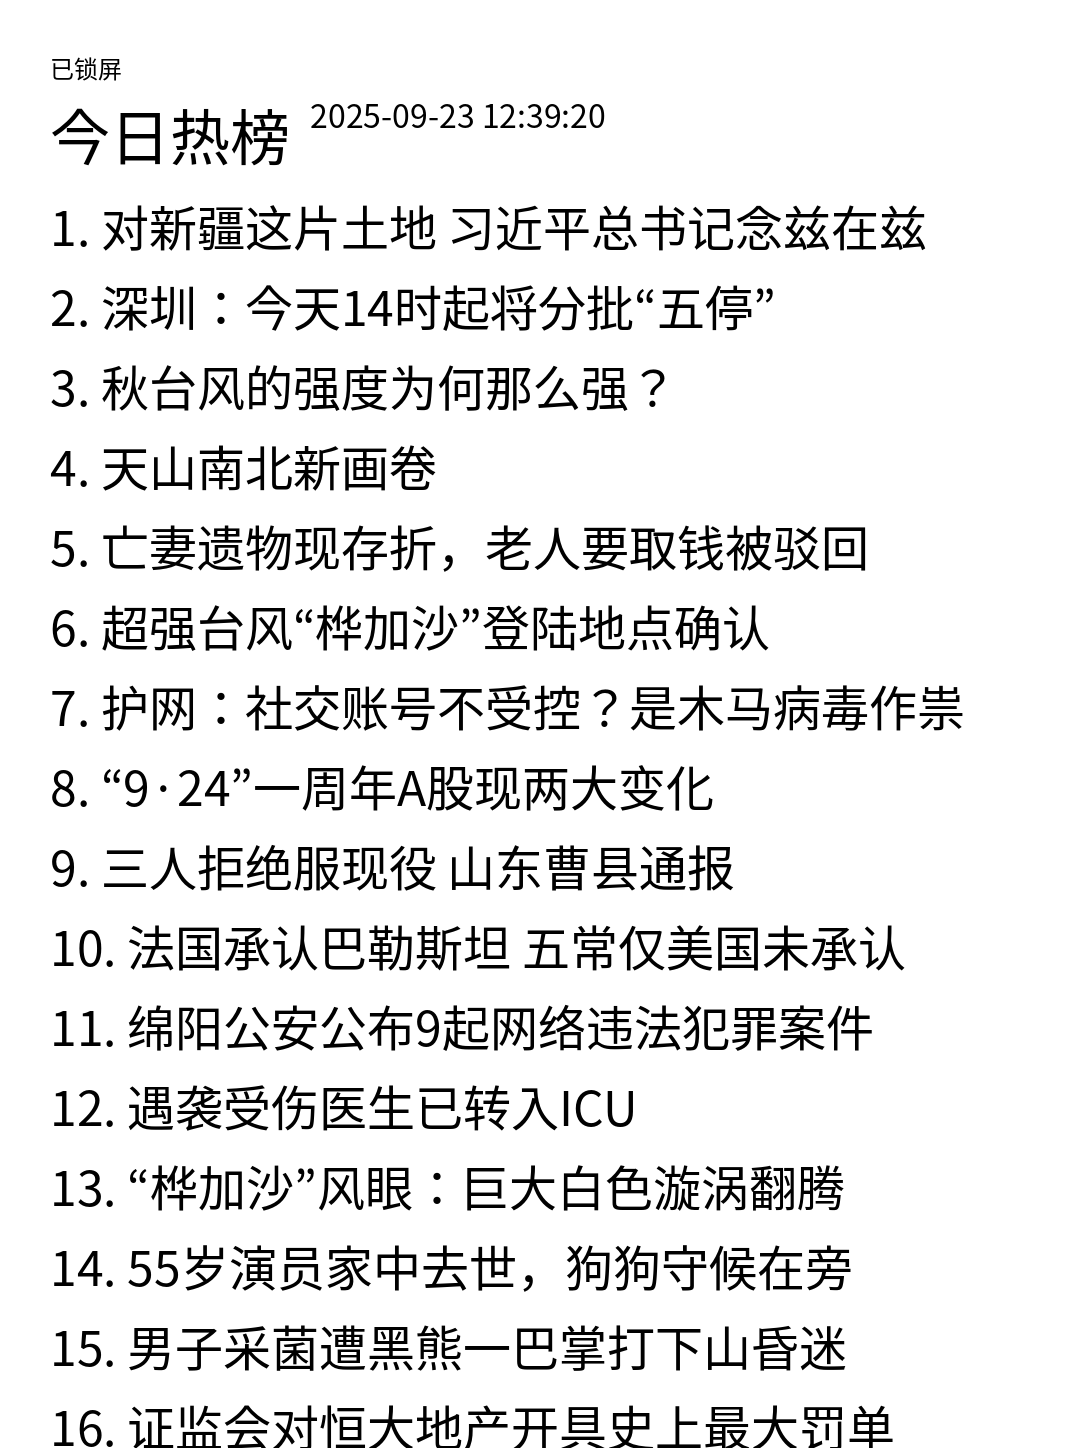 已锁屏
今日热榜 2025-09-23 12:39:20
1. 对新疆这片土地 习近平总书记念兹在兹
2. 深圳：今天14时起将分批“五停”
3. 秋台风的强度为何那么强？
4. 天山南北新画卷
5. 亡妻遗物现存折，老人要取钱被驳回
6. 超强台风“桦加沙”登陆地点确认
7. 护网：社交账号不受控？是木马病毒作祟
8. “9·24”一周年A股现两大变化
9. 三人拒绝服现役 山东曹县通报
10. 法国承认巴勒斯坦 五常仅美国未承认
11. 绵阳公安公布9起网络违法犯罪案件
12. 遇袭受伤医生已转入ICU
13. “桦加沙”风眼：巨大白色漩涡翻腾
14. 55岁演员家中去世，狗狗守候在旁
15. 男子采菌遭黑熊一巴掌打下山昏迷
16. 证监会对恒大地产开具史上最大罚单